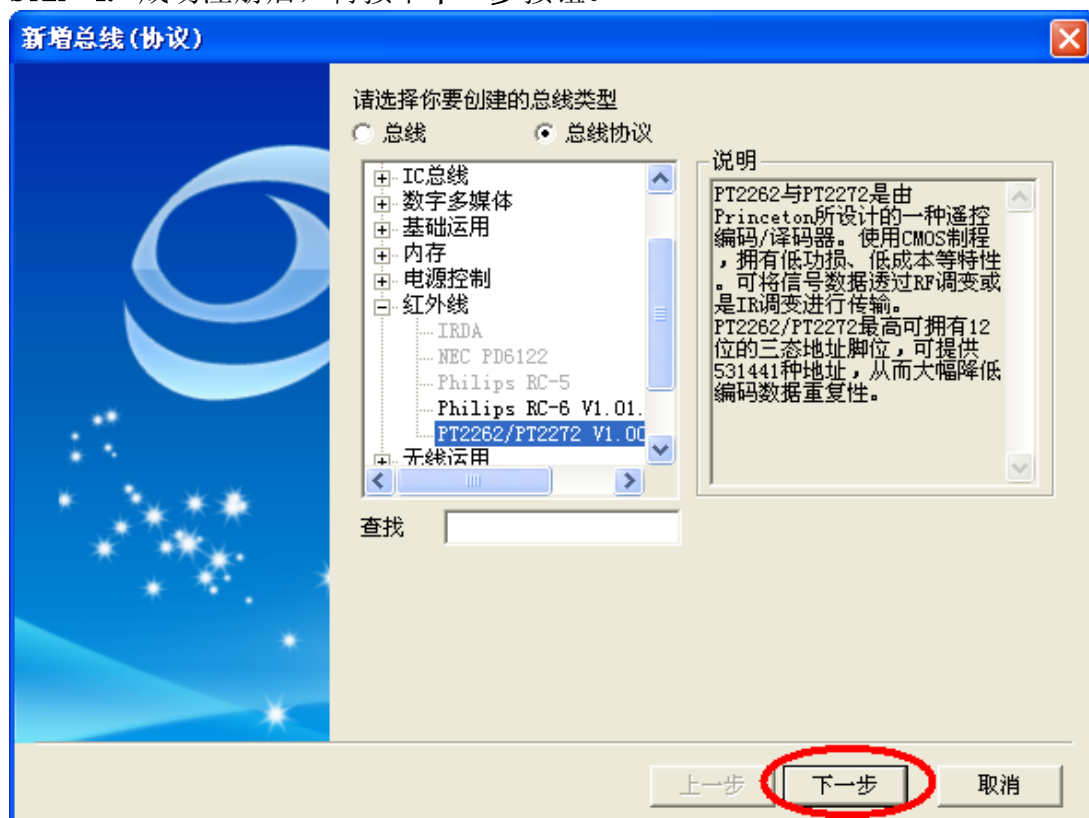 新增总线(协议)
请选择你要创建的总线类型
总线 总线协议
IC总线
数字多媒体
基础运用
内存
电源控制
红外线
IRDA
NEC PD6122
Philips RC-5
Philips RC-6 V1.01.
PT2262/PT2272 V1.00
无线运用
说明
PT2262与PT2272是由
Princeton所设计的一种遥控
编码/译码器。使用CMOS制程
，拥有低功损、低成本等特性
。可将信号数据透过RF调变或
是IR调变进行传输。
PT2262/PT2272最高可拥有12
位的三态地址脚位，可提供
531441种地址，从而大幅降低
编码数据重复性。
查找
上一步 下一步 取消